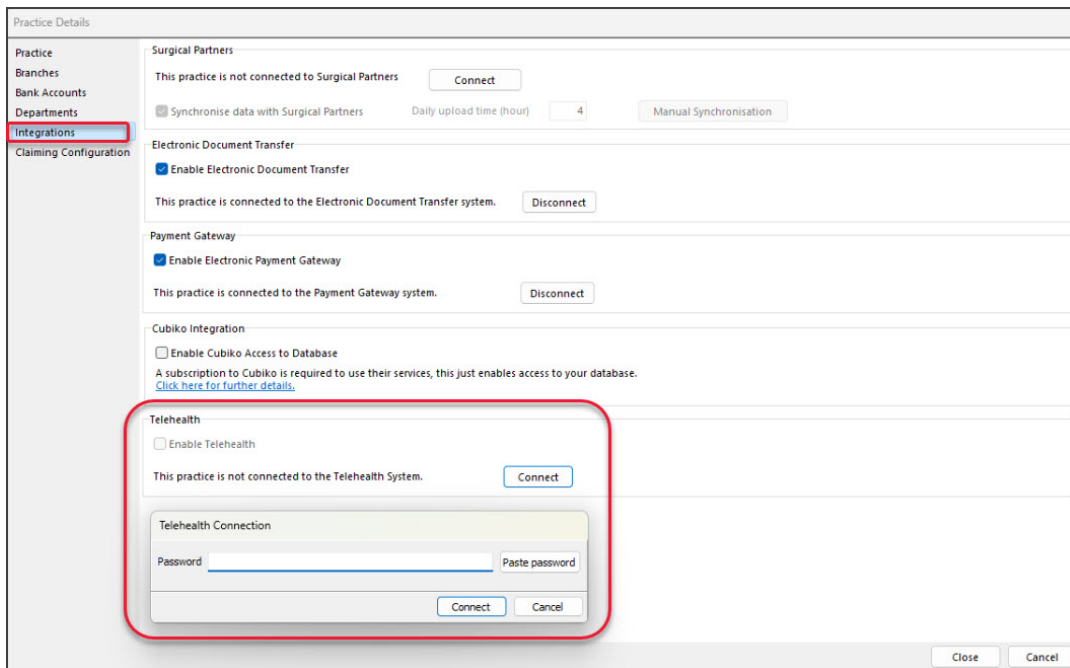 Practice Details
Practice
Branches
Bank Accounts
Departments
Integrations
Claiming Configuration
Surgical Partners
This practice is not connected to Surgical Partners Connect
Synchronise data with Surgical Partners Daily upload time (hour) 4 Manual Synchronisation
Electronic Document Transfer
Enable Electronic Document Transfer
This practice is connected to the Electronic Document Transfer system. Disconnect
Payment Gateway
Enable Electronic Payment Gateway
This practice is connected to the Payment Gateway system. Disconnect
Cubiko Integration
Enable Cubiko Access to Database
A subscription to Cubiko is required to use their services, this just enables access to your database.
Click here for further details.
Telehealth
Enable Telehealth
This practice is not connected to the Telehealth System. Connect
Telehealth Connection
Password Paste password
Connect Cancel
Close Cancel